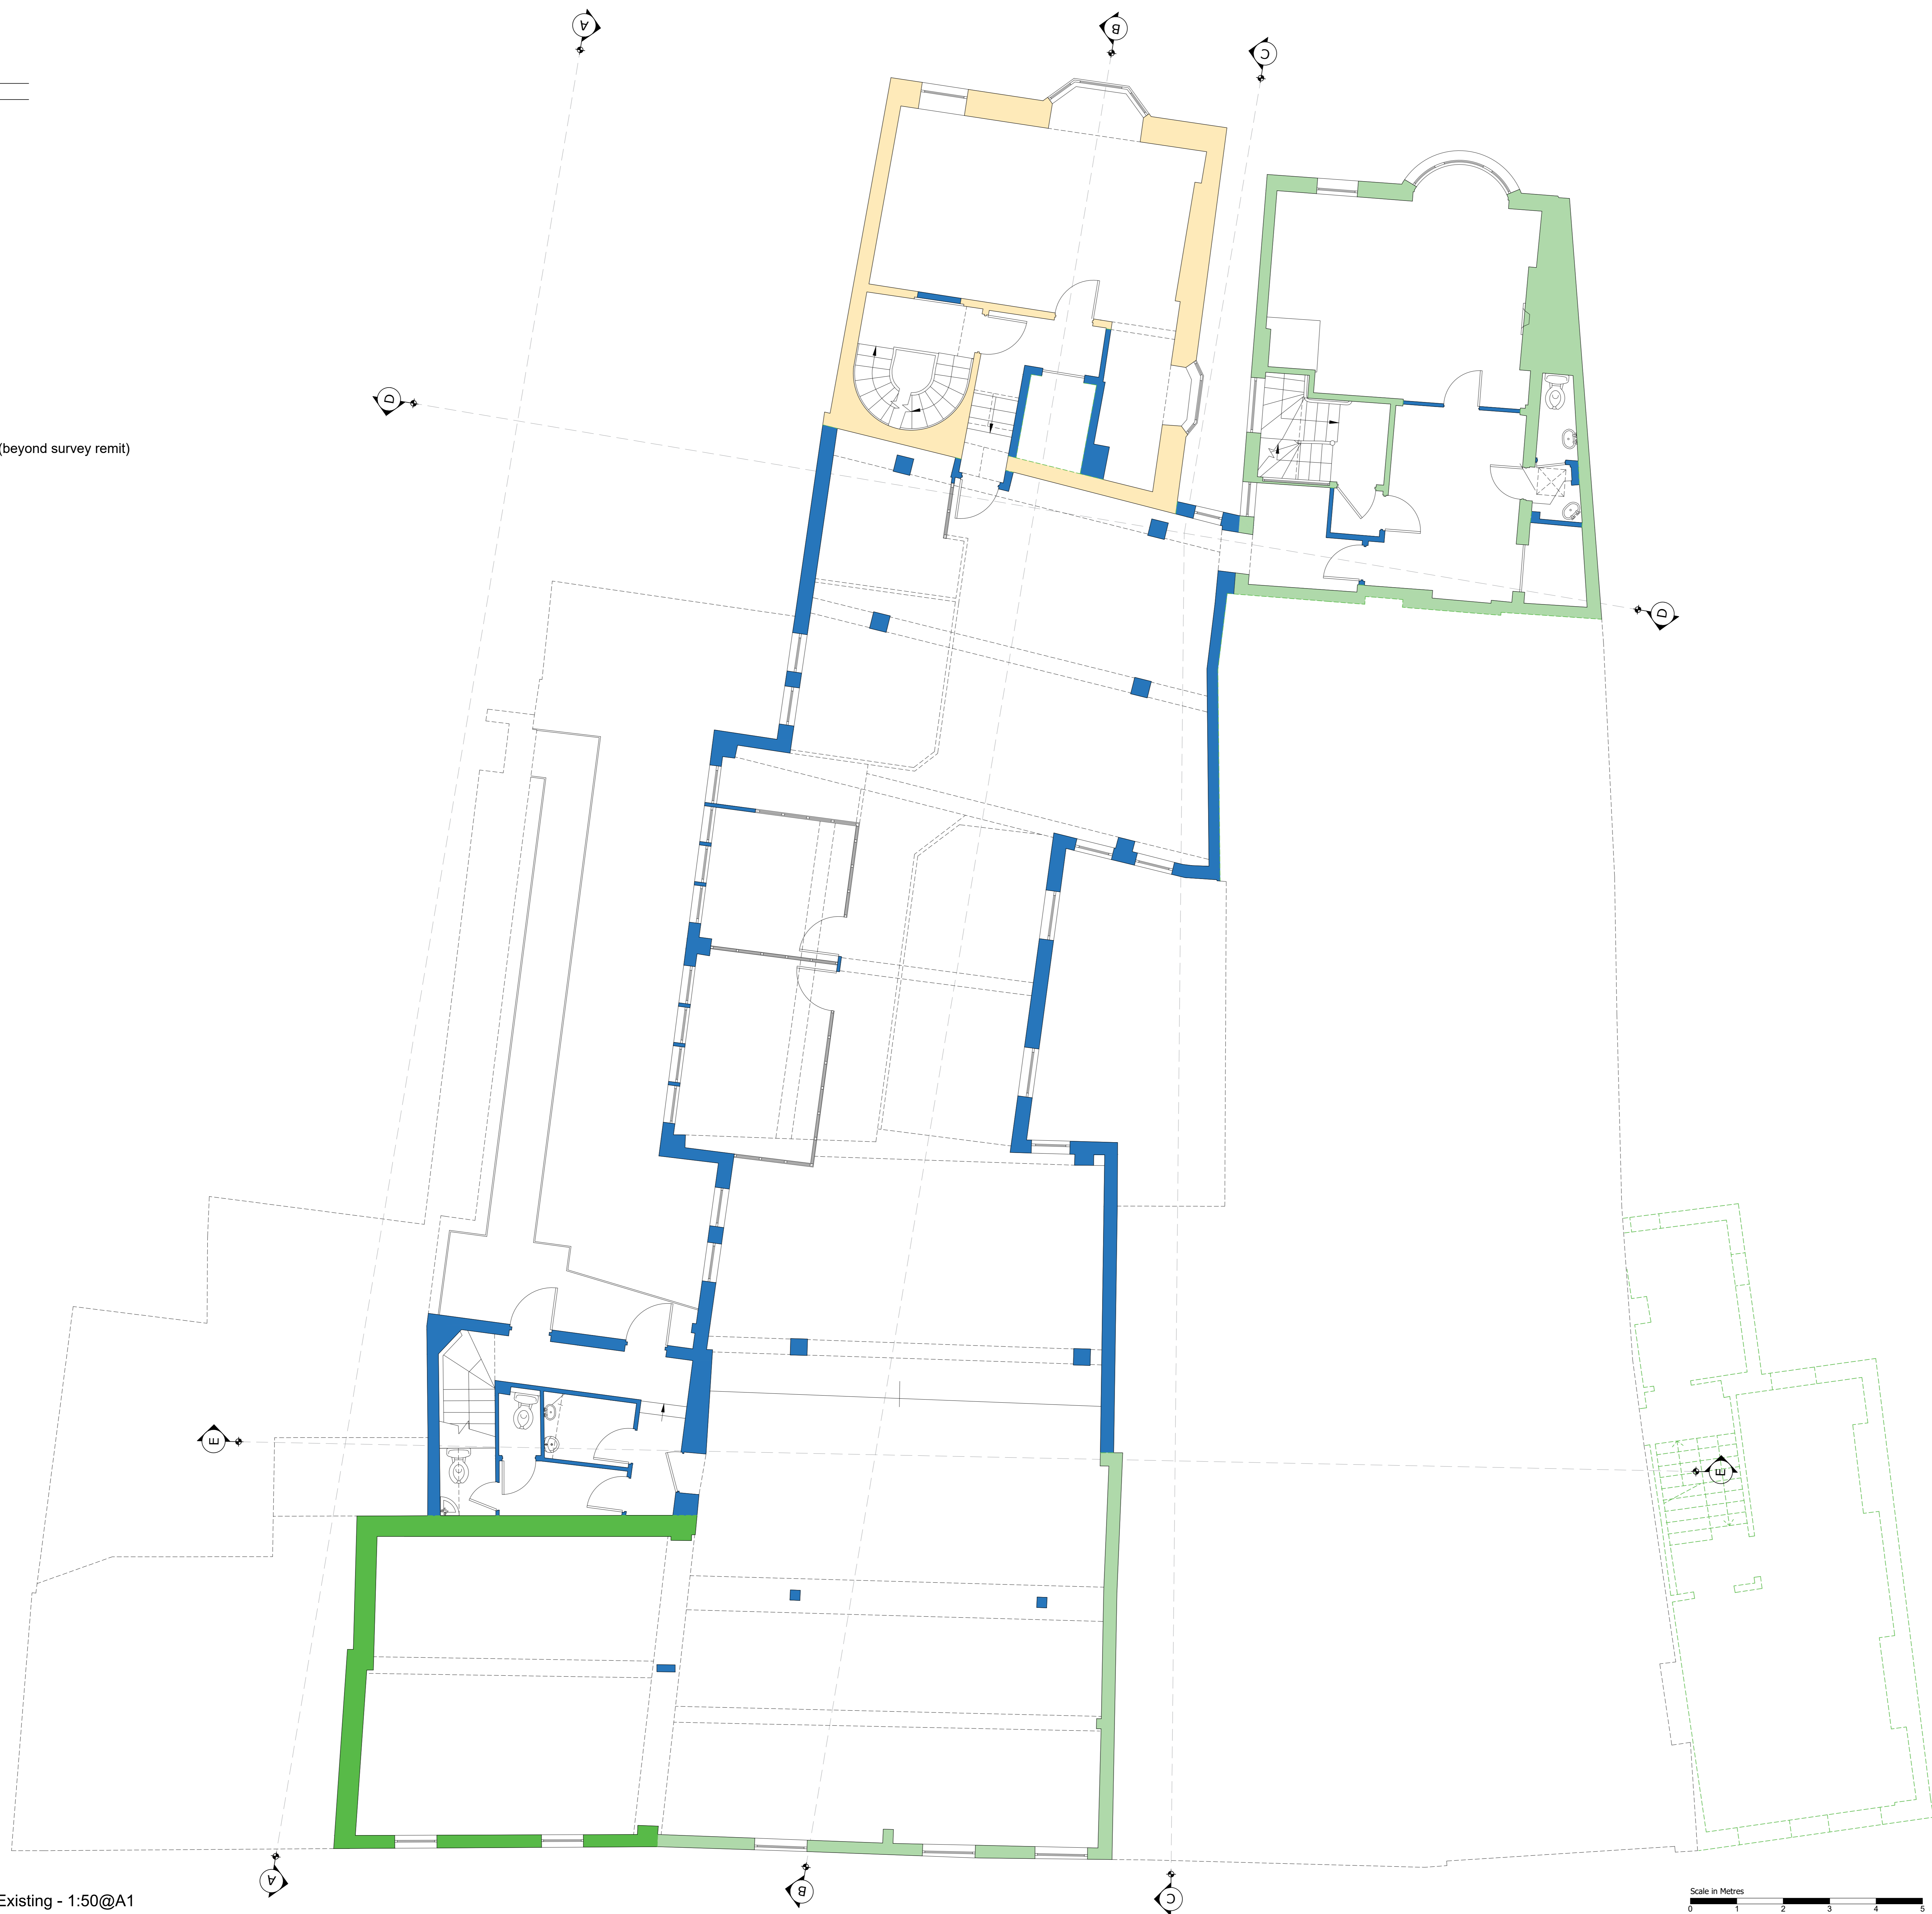 A
B
C
D
(beyond survey remit)
D
E
E
A
B
C
Existing - 1:50@A1
Scale in Metres
0 1 2 3 4 5